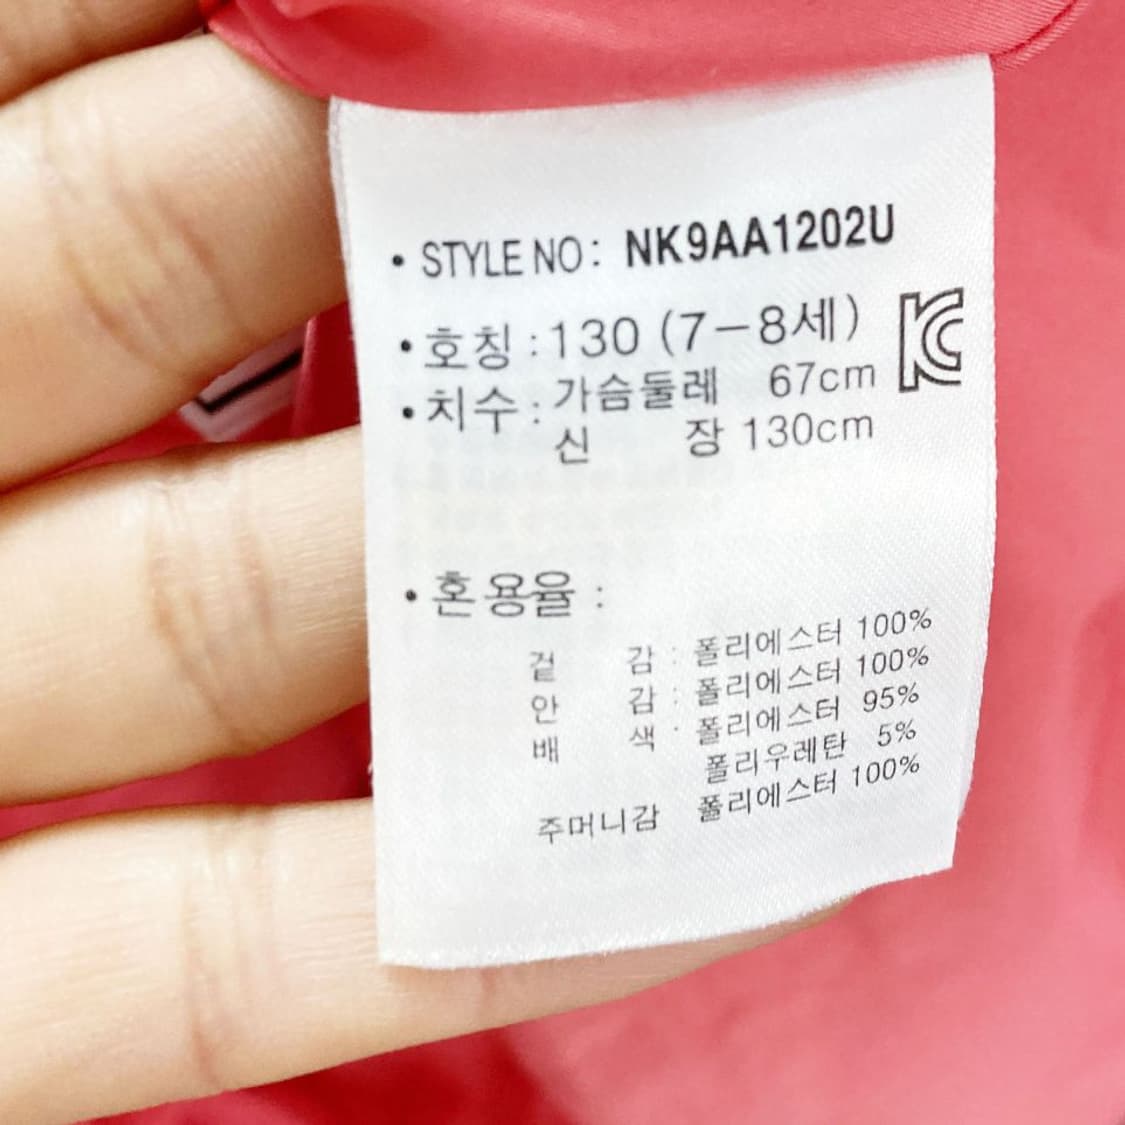 • STYLE NO: NK9AA1202U
• 호칭 : 130 (7-8세)
• 치수 : 가슴둘레 67cm
신 장 130cm
KC
• 혼용율 :
겉 감 : 폴리에스터 100%
안 감 : 폴리에스터 100%
배 색 : 폴리에스터 95%
폴리우레탄 5%
주머니감 폴리에스터 100%